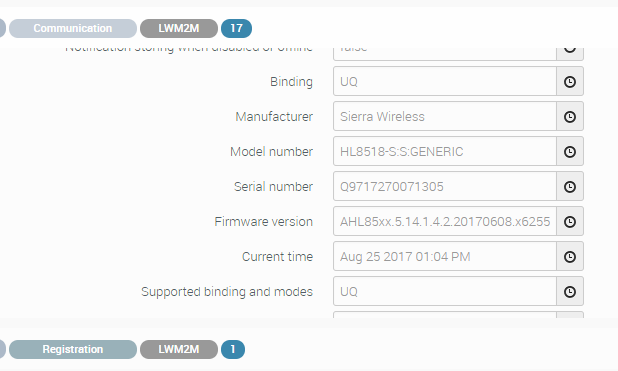 Communication LWM2M 17
Notification storing when disabled or offline false
Binding UQ
Manufacturer Sierra Wireless
Model number HL8518-S:S:GENERIC
Serial number Q9717270071305
Firmware version AHL85xx.5.14.1.4.2.20170608.x6255
Current time Aug 25 2017 01:04 PM
Supported binding and modes UQ
Registration LWM2M 1